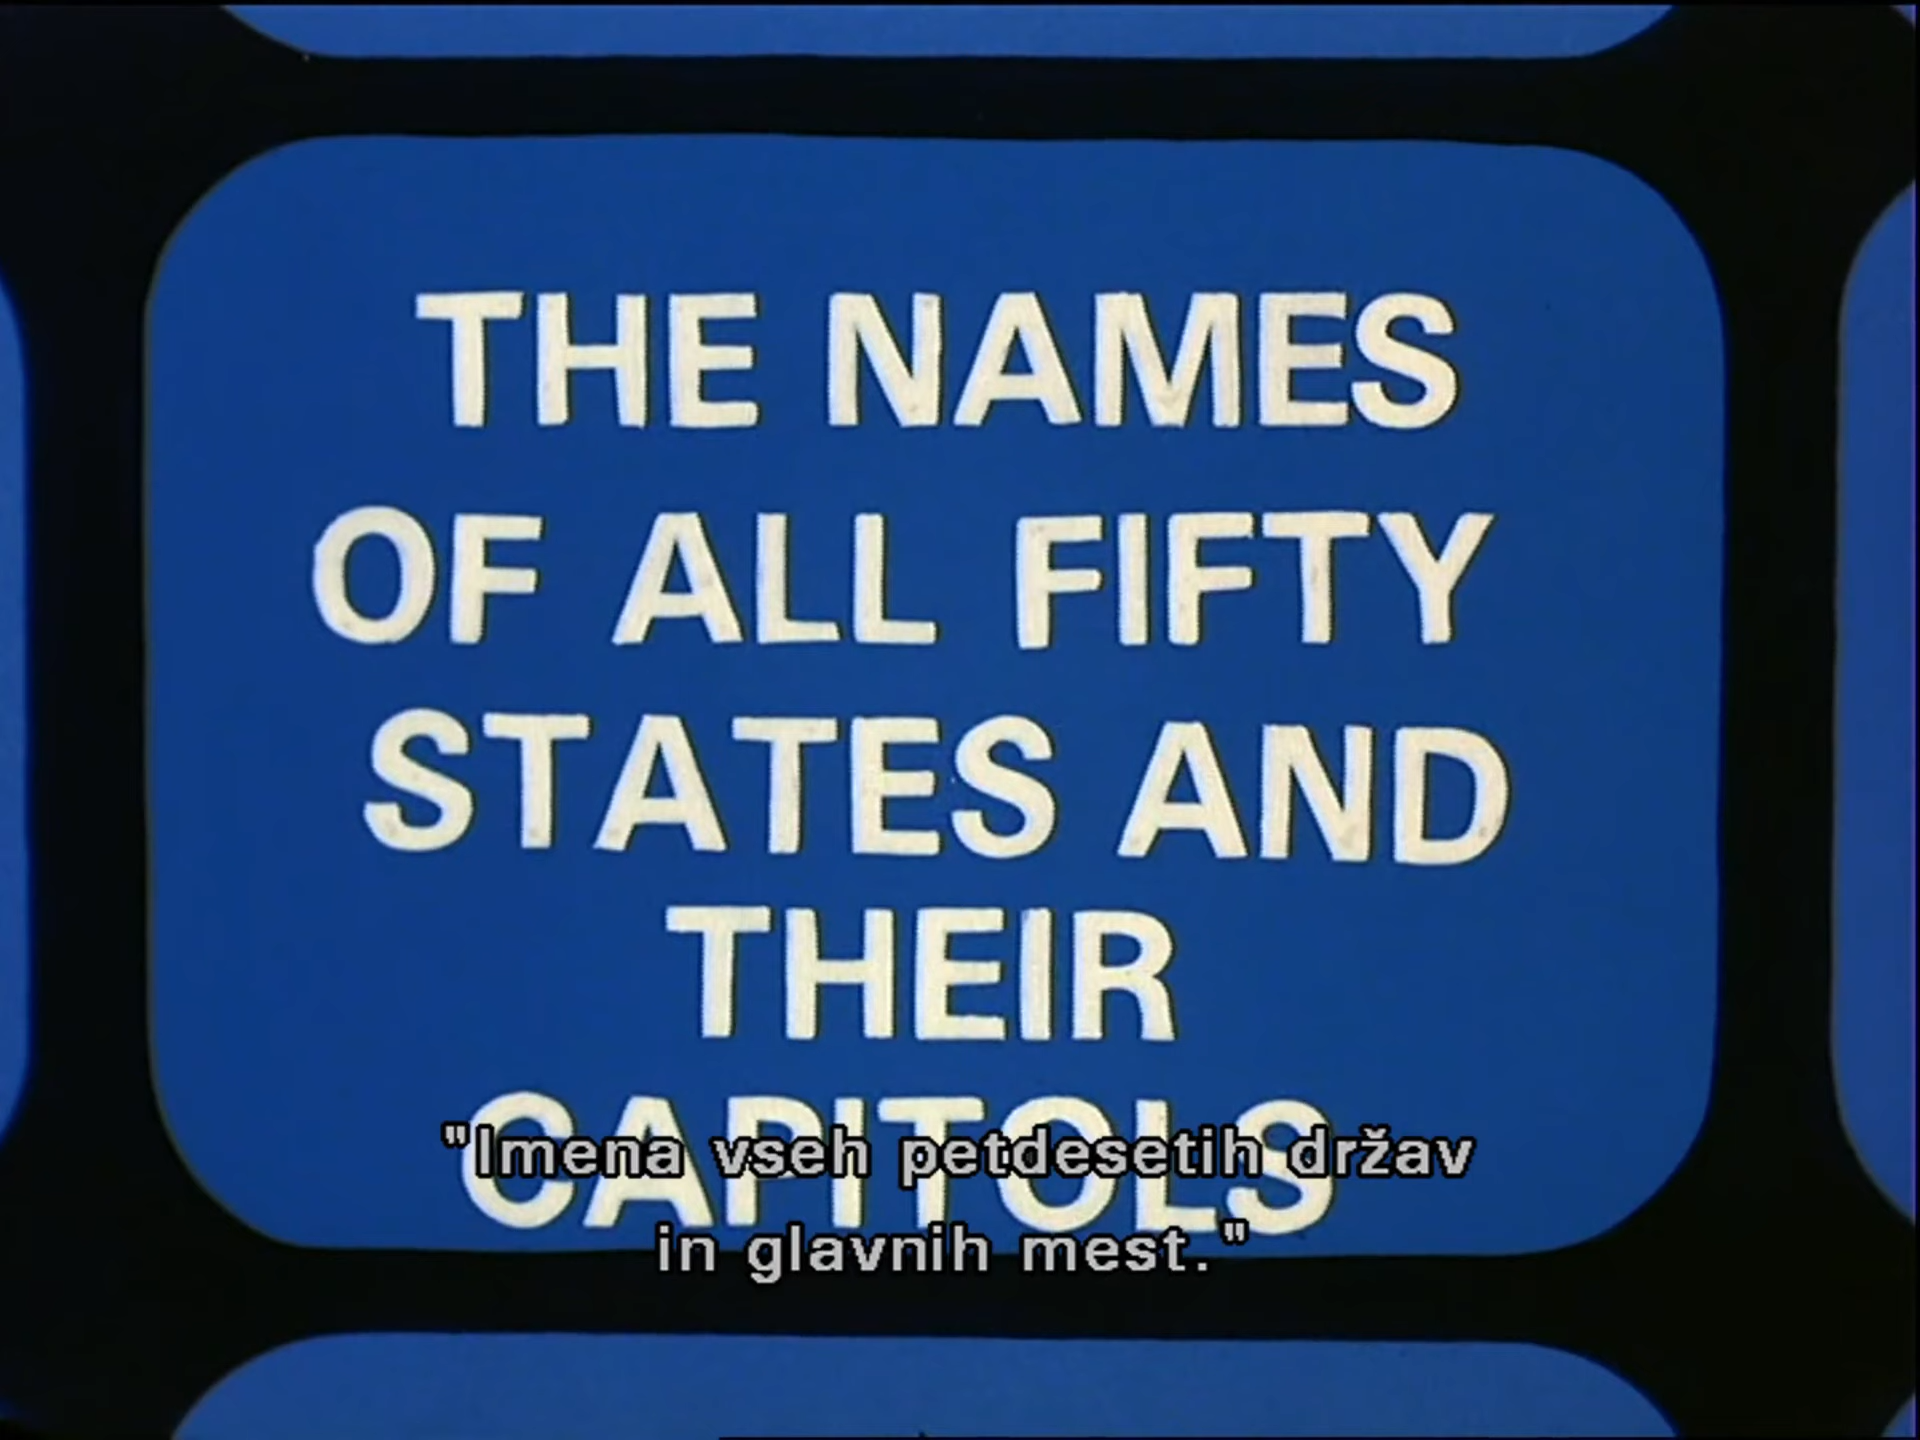 THE NAMES
OF ALL FIFTY
STATES AND
THEIR
CAPITOLS
"Imena vseh petdesetih držav
in glavnih mest."